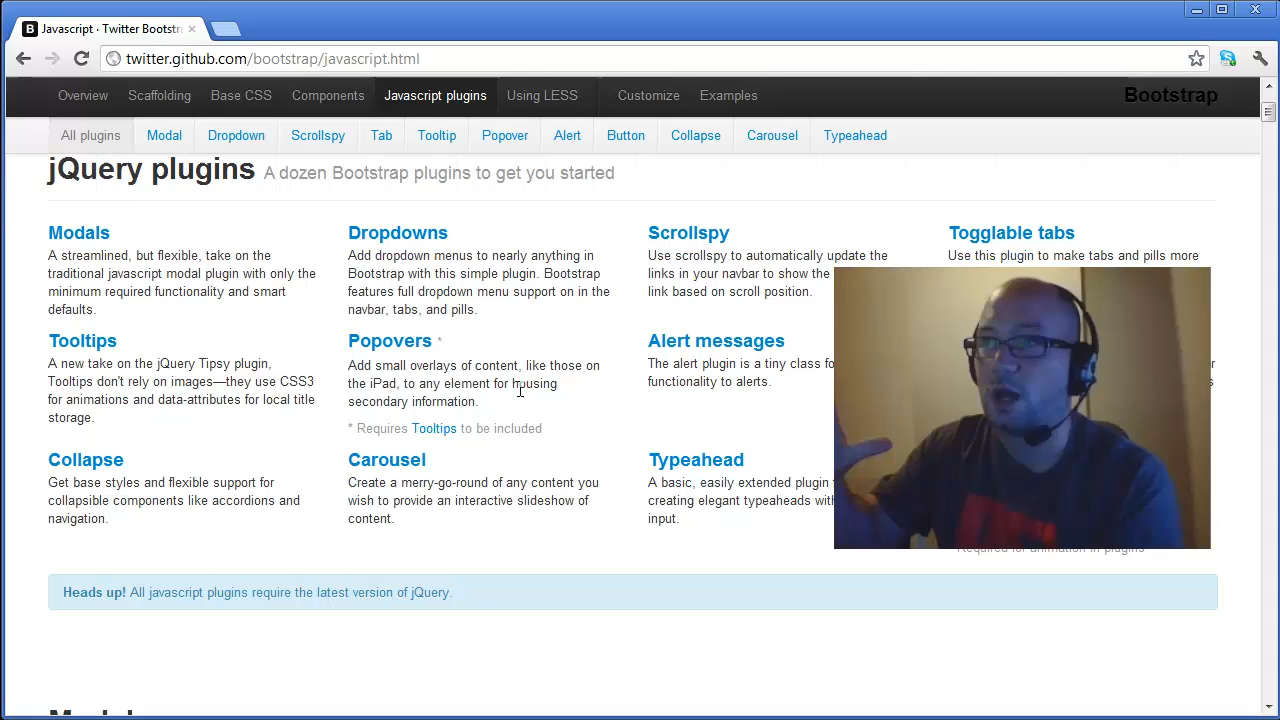 Javascript · Twitter Bootstr
twitter.github.com/bootstrap/javascript.html
Overview Scaffolding Base CSS Components Javascript plugins Using LESS Customize Examples Bootstrap
All plugins Modal Dropdown Scrollspy Tab Tooltip Popover Alert Button Collapse Carousel Typeahead
jQuery plugins A dozen Bootstrap plugins to get you started
Modals
A streamlined, but flexible, take on the
traditional javascript modal plugin with only the
minimum required functionality and smart
defaults.
Dropdowns
Add dropdown menus to nearly anything in
Bootstrap with this simple plugin. Bootstrap
features full dropdown menu support on in the
navbar, tabs, and pills.
Scrollspy
Use scrollspy to automatically update the
links in your navbar to show the
link based on scroll position.
Togglable tabs
Use this plugin to make tabs and pills more
Tooltips
A new take on the jQuery Tipsy plugin,
Tooltips don't rely on images—they use CSS3
for animations and data-attributes for local title
storage.
Popovers *
Add small overlays of content, like those on
the iPad, to any element for housing
secondary information.
* Requires Tooltips to be included
Alert messages
The alert plugin is a tiny class fo
functionality to alerts.
Collapse
Get base styles and flexible support for
collapsible components like accordions and
navigation.
Carousel
Create a merry-go-round of any content you
wish to provide an interactive slideshow of
content.
Typeahead
A basic, easily extended plugin
creating elegant typeaheads with
input.
Required for animation in plugins
Heads up! All javascript plugins require the latest version of jQuery.